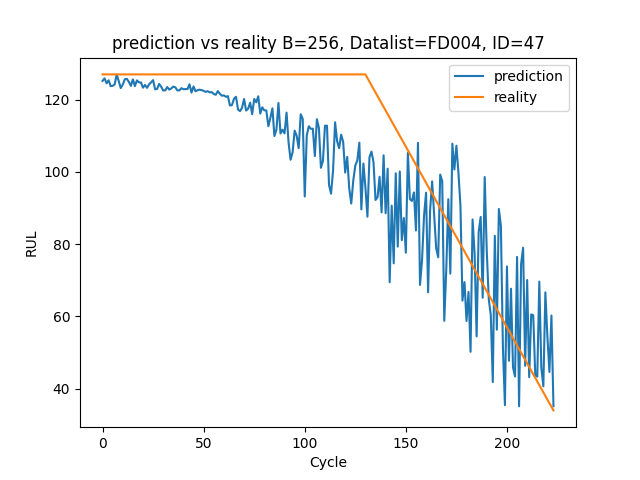 prediction vs reality B=256, Datalist=FD004, ID=47
prediction
reality
RUL
120
100
80
60
40
0
50
100
150
200
Cycle